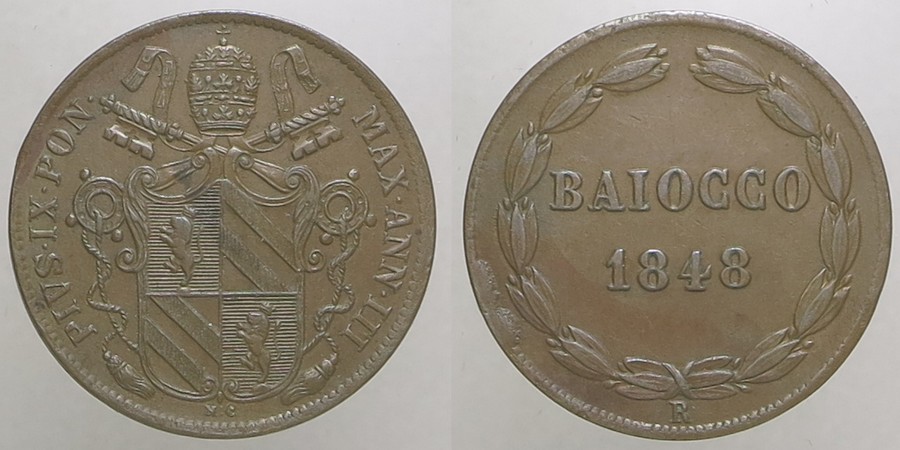 PIVS·IX·PON· MAX·ANN·III
N·C
BAIOCCO
1848
R